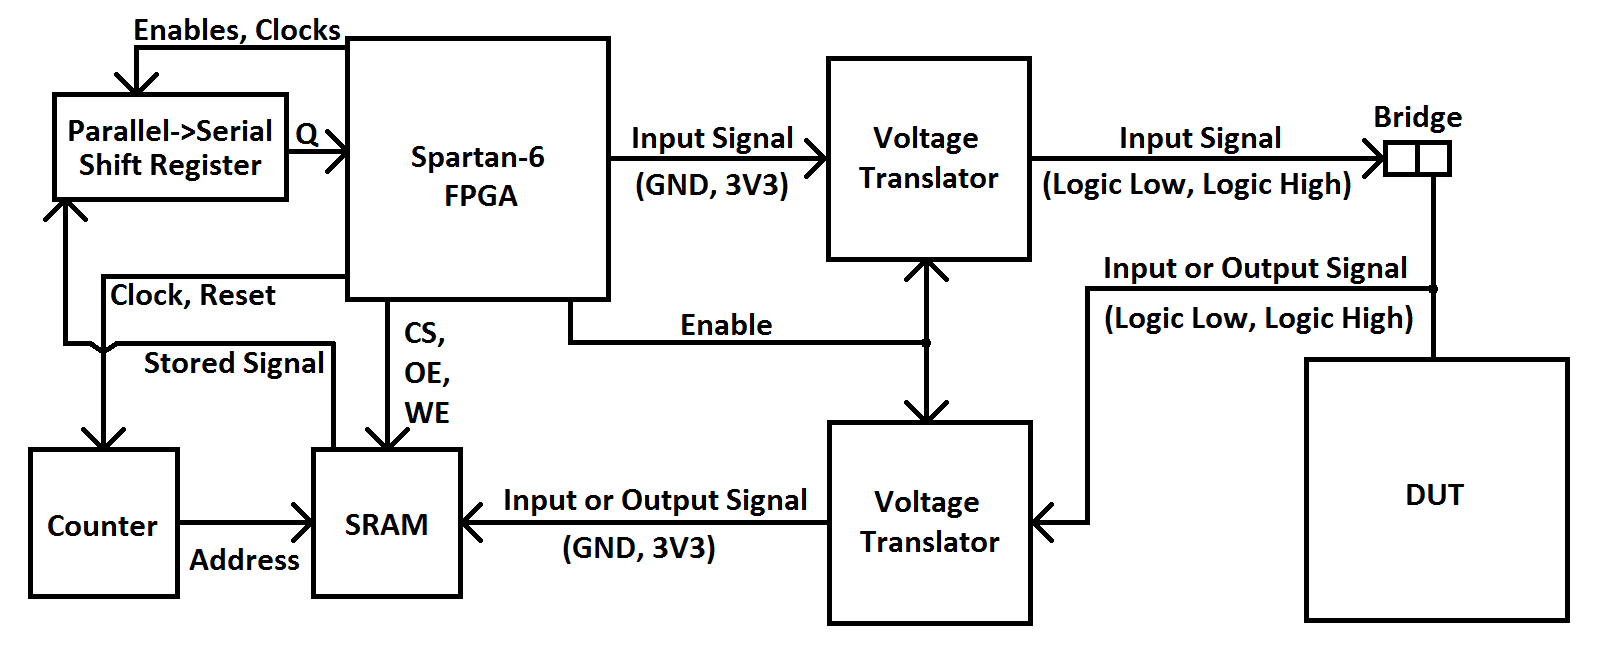 Enables, Clocks
Parallel->Serial
Shift Register
Q
Spartan-6
FPGA
Input Signal
(GND, 3V3)
Voltage
Translator
Input Signal
(Logic Low, Logic High)
Bridge
Clock, Reset
Stored Signal
CS,
OE,
WE
Enable
Input or Output Signal
(Logic Low, Logic High)
Counter
Address
SRAM
Input or Output Signal
(GND, 3V3)
Voltage
Translator
DUT